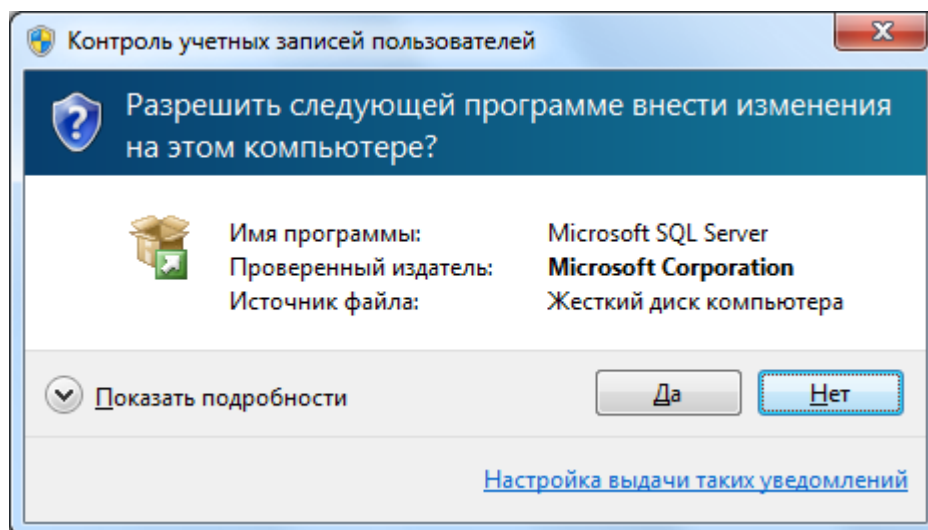 Контроль учетных записей пользователей
Разрешить следующей программе внести изменения
на этом компьютере?
Имя программы: Microsoft SQL Server
Проверенный издатель: Microsoft Corporation
Источник файла: Жесткий диск компьютера
Показать подробности Да Нет
Настройка выдачи таких уведомлений